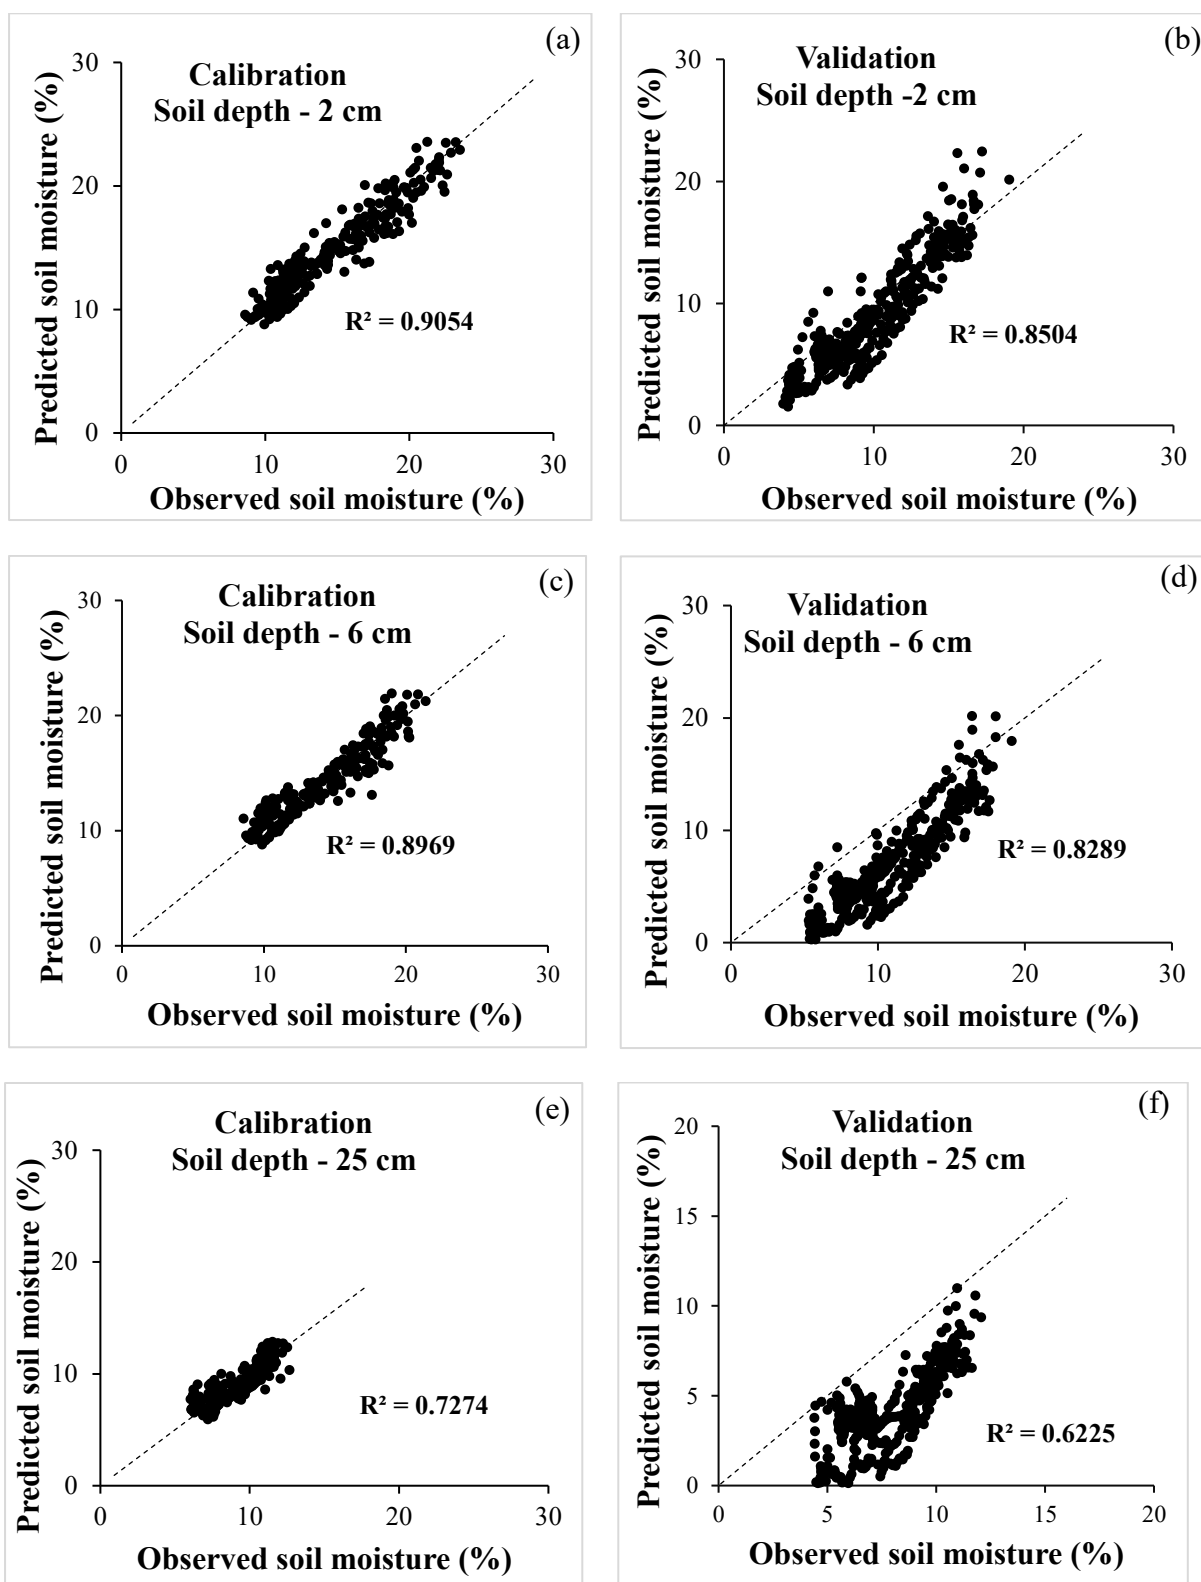 (a)
Calibration
Soil depth - 2 cm
Predicted soil moisture (%)
30
20
10
0
R² = 0.9054
0 10 20 30
Observed soil moisture (%)
(b)
Validation
Soil depth -2 cm
Predicted soil moisture (%)
30
20
10
0
R² = 0.8504
0 10 20 30
Observed soil moisture (%)
(c)
Calibration
Soil depth - 6 cm
Predicted soil moisture (%)
30
20
10
0
R² = 0.8969
0 10 20 30
Observed soil moisture (%)
(d)
Validation
Soil depth - 6 cm
Predicted soil moisture (%)
30
20
10
0
R² = 0.8289
0 10 20 30
Observed soil moisture (%)
(e)
Calibration
Soil depth - 25 cm
Predicted soil moisture (%)
30
20
10
0
R² = 0.7274
0 10 20 30
Observed soil moisture (%)
(f)
Validation
Soil depth - 25 cm
Predicted soil moisture (%)
20
15
10
5
0
R² = 0.6225
0 5 10 15 20
Observed soil moisture (%)